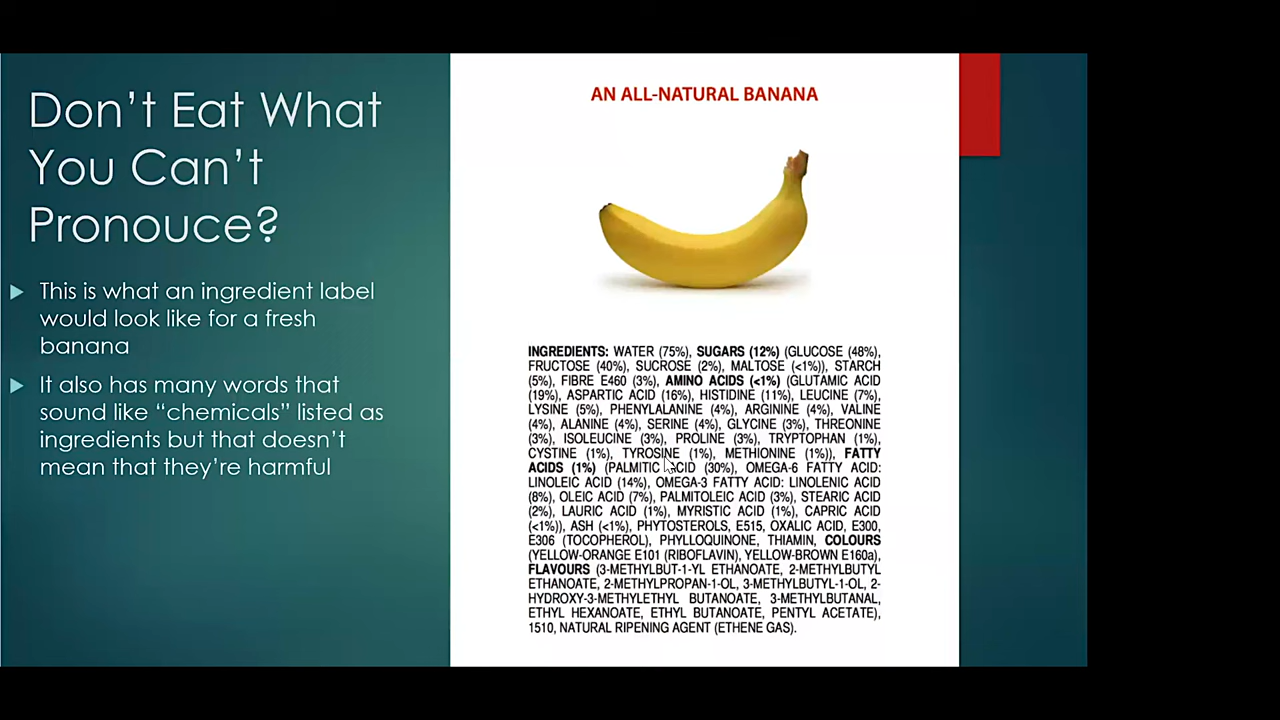 Don't Eat What
You Can't
Pronouce?
This is what an ingredient label
would look like for a fresh
banana
It also has many words that
sound like “chemicals” listed as
ingredients but that doesn't
mean that they're harmful
AN ALL-NATURAL BANANA
INGREDIENTS: WATER (75%), SUGARS (12%) (GLUCOSE (48%),
FRUCTOSE (40%), SUCROSE (2%), MALTOSE (<1%)), STARCH
(5%), FIBRE E460 (3%), AMINO ACIDS (<1%) (GLUTAMIC ACID
(19%), ASPARTIC ACID (16%), HISTIDINE (11%), LEUCINE (7%),
LYSINE (5%), PHENYLALANINE (4%), ARGININE (4%), VALINE
(4%), ALANINE (4%), SERINE (4%), GLYCINE (3%), THREONINE
(3%), ISOLEUCINE (3%), PROLINE (3%), TRYPTOPHAN (1%),
CYSTINE (1%), TYROSINE (1%), METHIONINE (1%)), FATTY
ACIDS (1%) (PALMITIC ACID (30%), OMEGA-6 FATTY ACID:
LINOLEIC ACID (14%), OMEGA-3 FATTY ACID: LINOLENIC ACID
(8%), OLEIC ACID (7%), PALMITOLEIC ACID (3%), STEARIC ACID
(2%), LAURIC ACID (1%), MYRISTIC ACID (1%), CAPRIC ACID
(<1%)), ASH (<1%), PHYTOSTEROLS, E515, OXALIC ACID, E300,
E306 (TOCOPHEROL), PHYLLOQUINONE, THIAMIN, COLOURS
(YELLOW-ORANGE E101 (RIBOFLAVIN), YELLOW-BROWN E160a),
FLAVOURS (3-METHYLBUT-1-YL ETHANOATE, 2-METHYLBUTYL
ETHANOATE, 2-METHYLPROPAN-1-OL, 3-METHYLBUTYL-1-OL, 2-
HYDROXY-3-METHYLETHYL BUTANOATE, 3-METHYLBUTANAL,
ETHYL HEXANOATE, ETHYL BUTANOATE, PENTYL ACETATE),
1510, NATURAL RIPENING AGENT (ETHENE GAS).